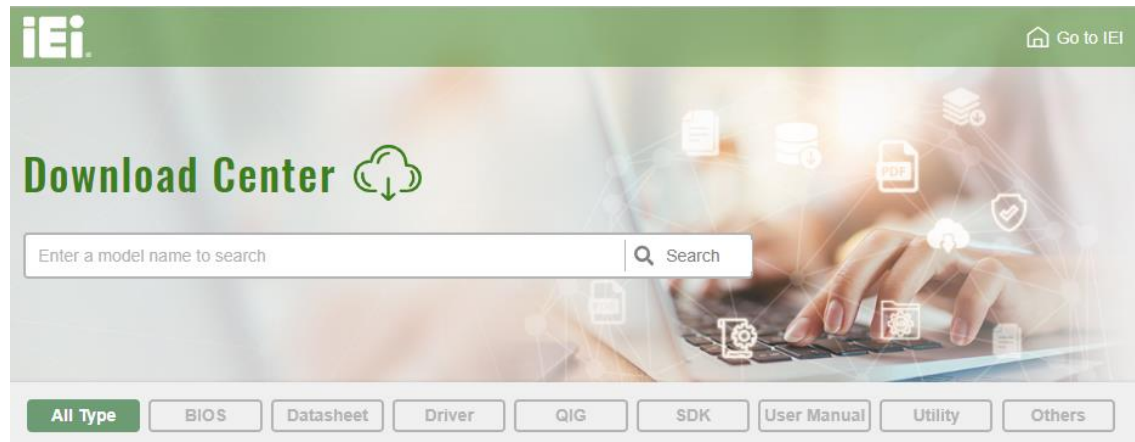 iEi.
Go to IEI
Download Center
Enter a model name to search
Search
PDF
All Type
BIOS
Datasheet
Driver
QIG
SDK
User Manual
Utility
Others